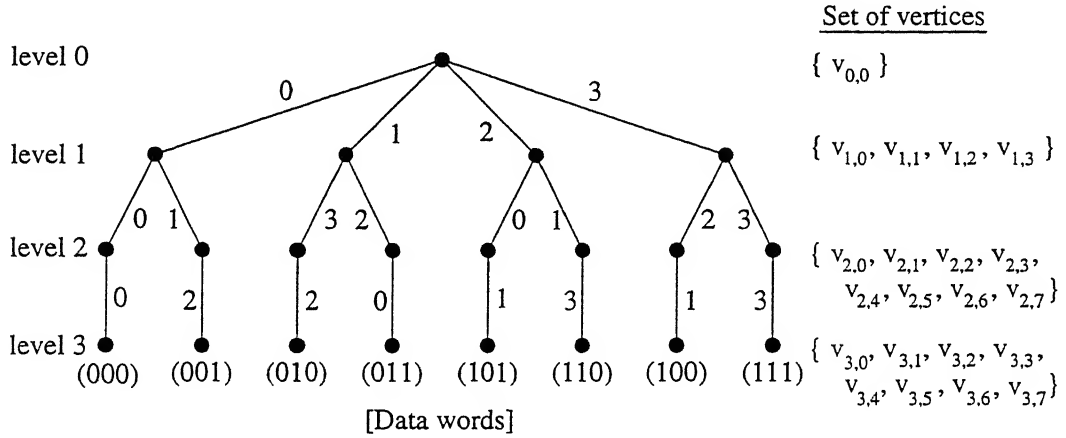 Set of vertices
level 0
{ v0,0 }
0 1 2 3
level 1
{ v1,0, v1,1, v1,2, v1,3 }
0 1 3 2 0 1 2 3
level 2
{ v2,0, v2,1, v2,2, v2,3,
v2,4, v2,5, v2,6, v2,7}
0 2 2 0 1 3 1 3
level 3
{ v3,0, v3,1, v3,2, v3,3,
v3,4, v3,5, v3,6, v3,7}
(000) (001) (010) (011) (101) (110) (100) (111)
[Data words]